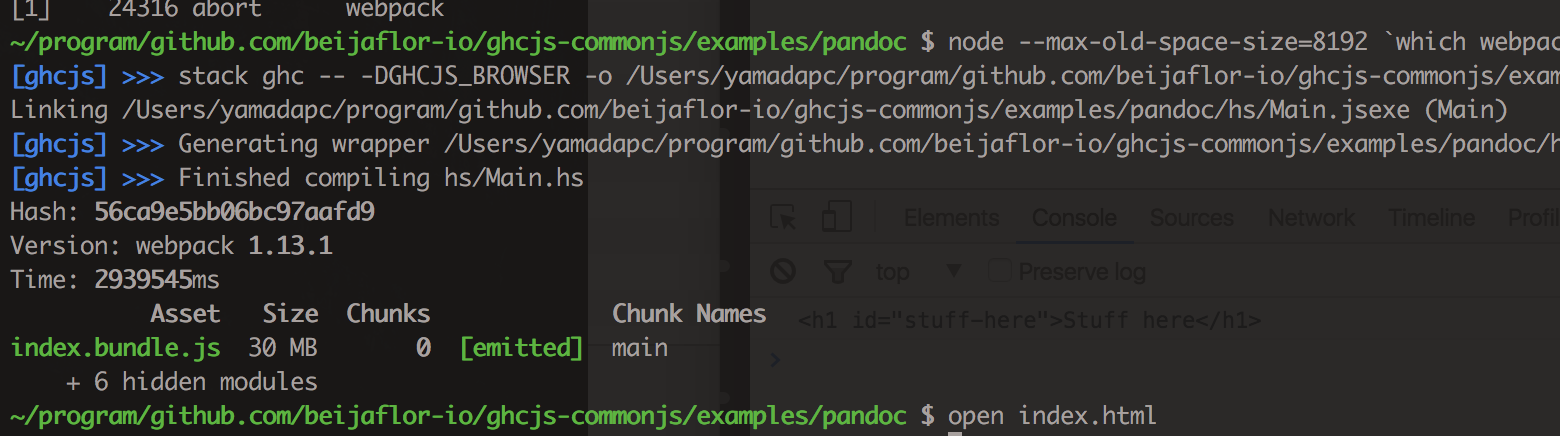 [1]    24316 abort      webpack
~/program/github.com/beijaflor-io/ghcjs-commonjs/examples/pandoc $ node --max-old-space-size=8192 `which webpac
[ghcjs] >>> stack ghc -- -DGHCJS_BROWSER -o /Users/yamadapc/program/github.com/beijaflor-io/ghcjs-commonjs/exam
Linking /Users/yamadapc/program/github.com/beijaflor-io/ghcjs-commonjs/examples/pandoc/hs/Main.jsexe (Main)
[ghcjs] >>> Generating wrapper /Users/yamadapc/program/github.com/beijaflor-io/ghcjs-commonjs/examples/pandoc/h
[ghcjs] >>> Finished compiling hs/Main.hs
Hash: 56ca9e5bb06bc97aafd9
Elements Console Sources Network Timeline Profil
Version: webpack 1.13.1
Time: 2939545ms
top Preserve log
Asset Size Chunks Chunk Names
<h1 id="stuff-here">Stuff here</h1>
index.bundle.js 30 MB 0 [emitted] main
+ 6 hidden modules
~/program/github.com/beijaflor-io/ghcjs-commonjs/examples/pandoc $ open index.html